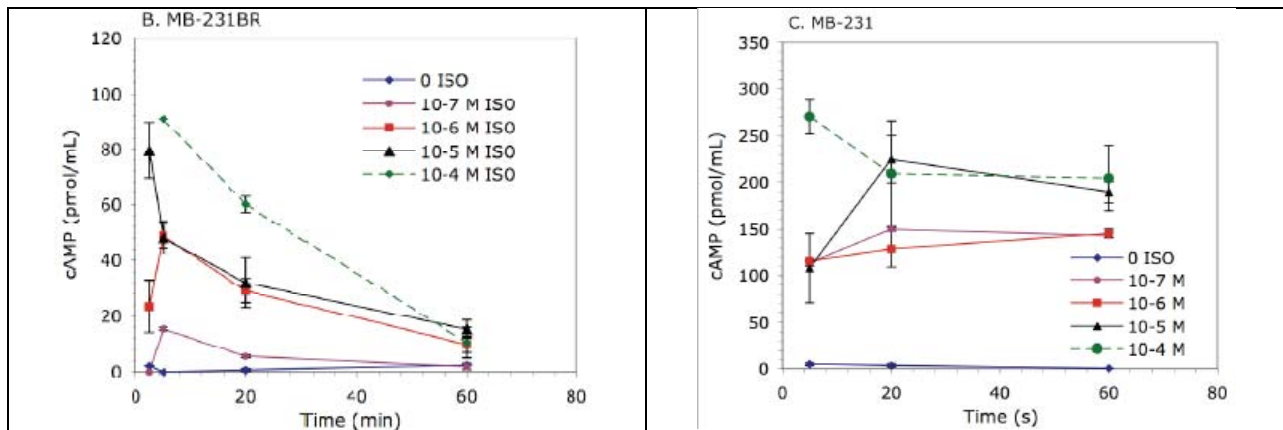 B. MB-231BR
120
100
80
60
40
20
0
cAMP (pmol/mL)
0 ISO
10-7 M ISO
10-6 M ISO
10-5 M ISO
10-4 M ISO
0 20 40 60 80
Time (min)
C. MB-231
350
300
250
200
150
100
50
0
cAMP (pmol/mL)
0 ISO
10-7 M
10-6 M
10-5 M
10-4 M
0 20 40 60 80
Time (s)